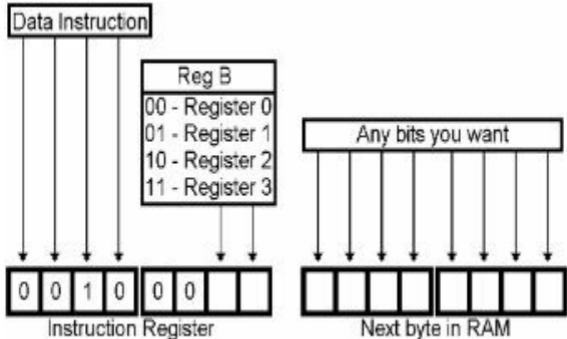 Data Instruction
Reg B
00 - Register 0
01 - Register 1
10 - Register 2
11 - Register 3
Any bits you want
0 0 1 0 0 0
Instruction Register
Next byte in RAM